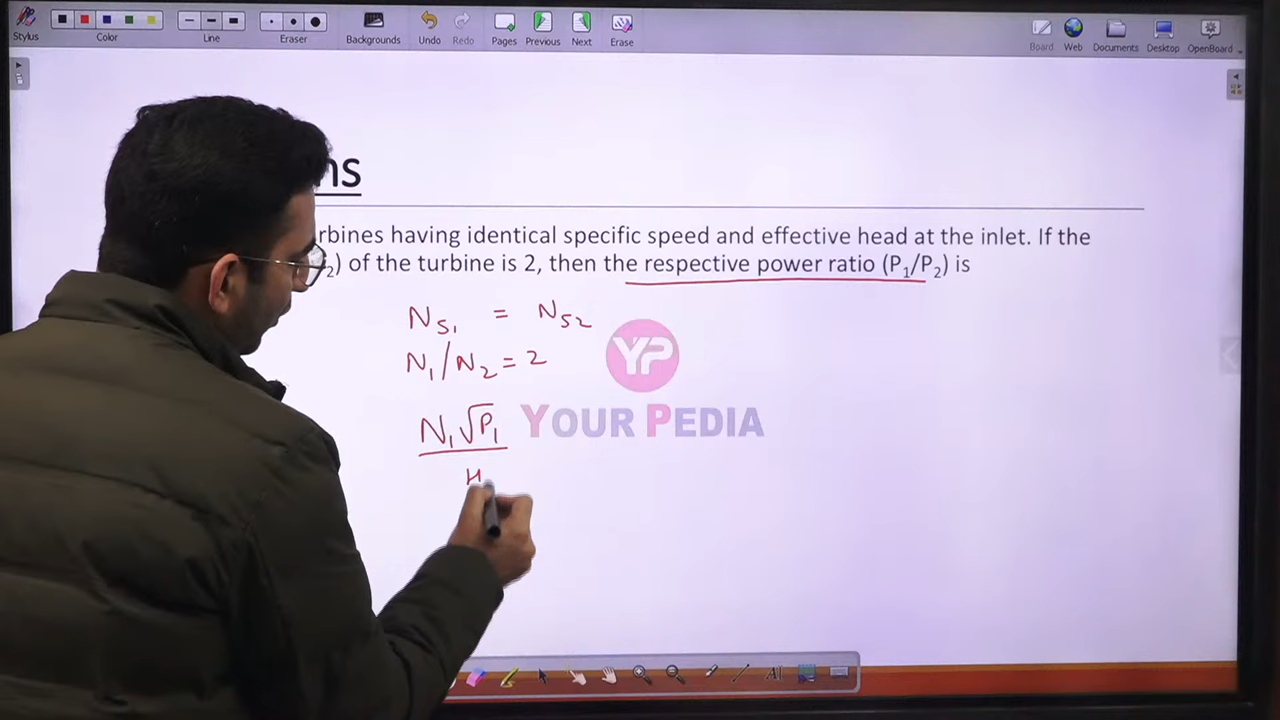 Stylus Color Line Eraser Backgrounds Undo Redo Pages Previous Next Erase Board Web Documents Desktop OpenBoard
ns
rbines having identical specific speed and effective head at the inlet. If the
₂) of the turbine is 2, then the respective power ratio (P₁/P₂) is
NS₁ = NS₂
N₁/N₂ = 2
N₁√P₁
H
YP
YOUR PEDIA